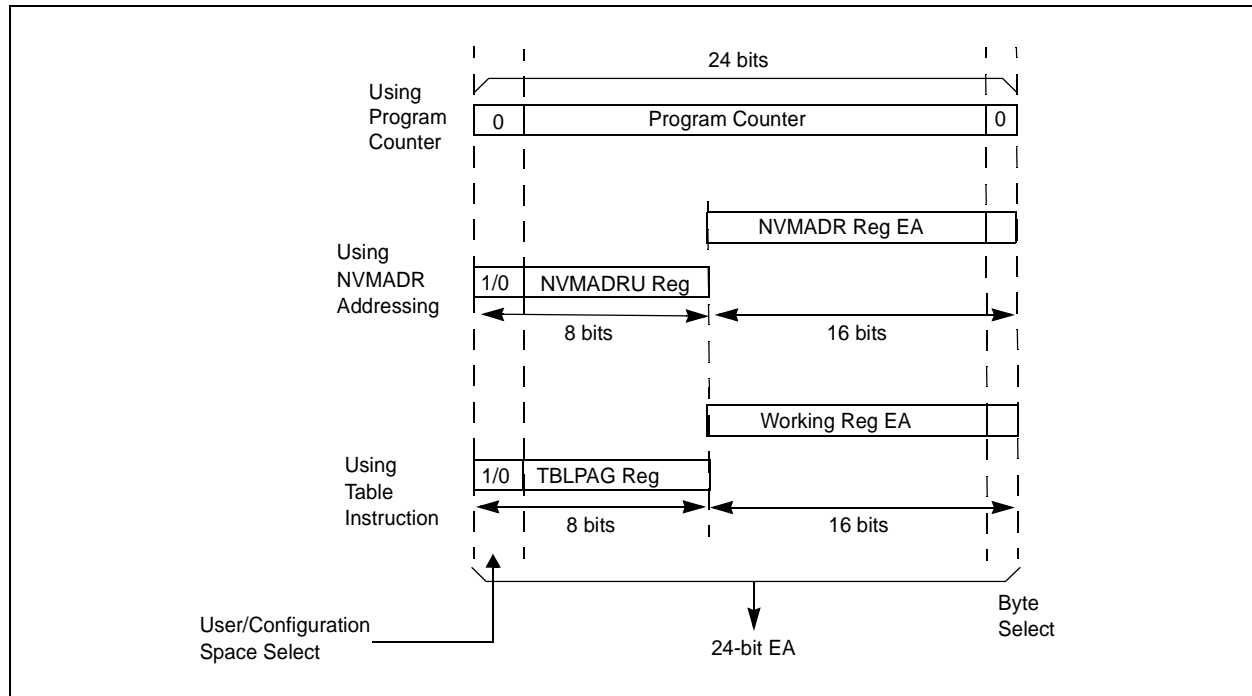 24 bits
Using
Program
Counter
0
Program Counter
0
NVMADR Reg EA
Using
NVMADR
Addressing
1/0
NVMADRU Reg
8 bits
16 bits
Working Reg EA
Using
Table
Instruction
1/0
TBLPAG Reg
8 bits
16 bits
User/Configuration
Space Select
24-bit EA
Byte
Select